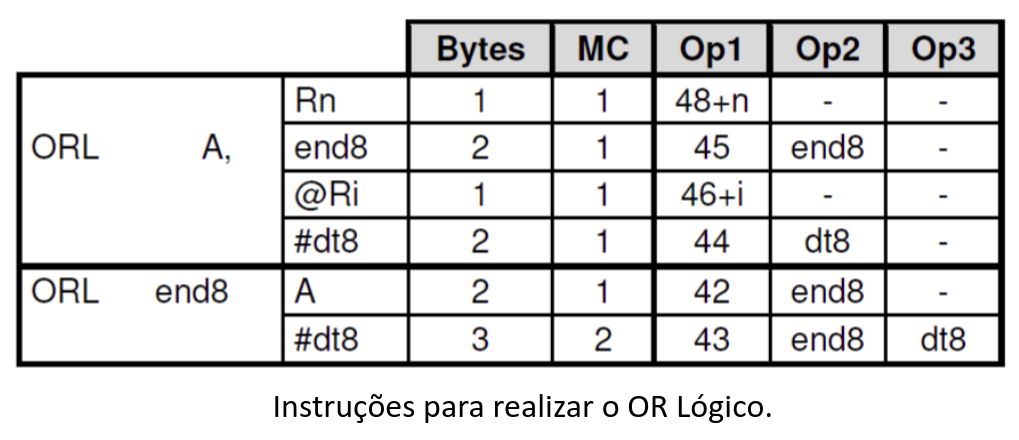 Bytes MC Op1 Op2 Op3
Rn 1 1 48+n - -
ORL A, end8 2 1 45 end8 -
@Ri 1 1 46+i - -
#dt8 2 1 44 dt8 -
ORL end8 A 2 1 42 end8 -
#dt8 3 2 43 end8 dt8
Instruções para realizar o OR Lógico.